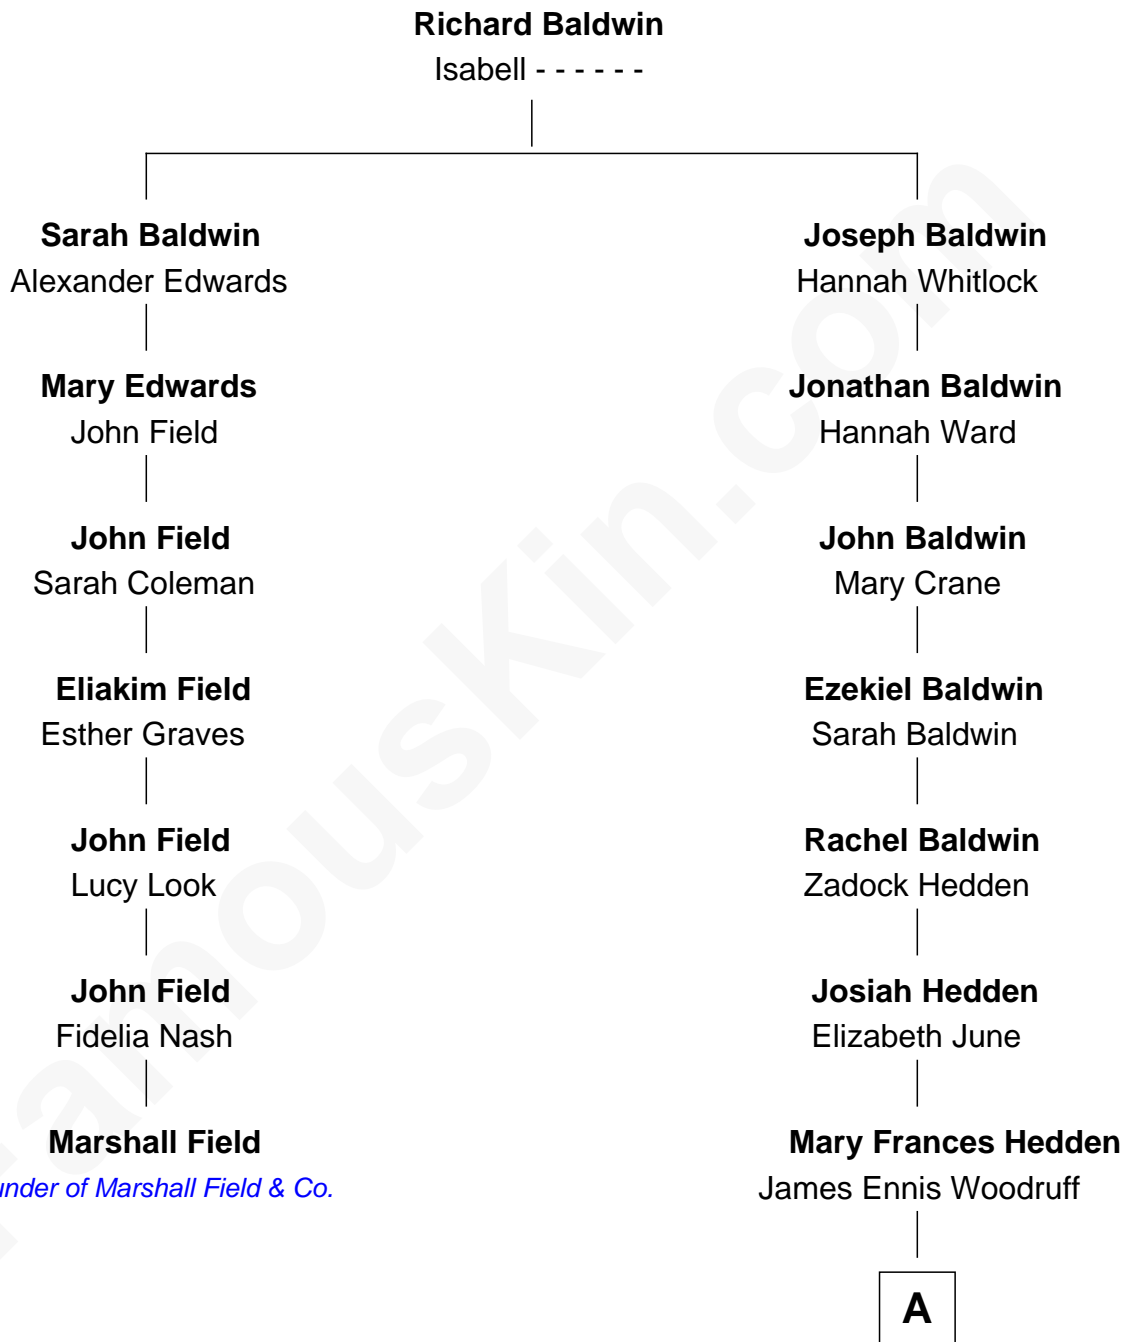 Richard Baldwin
Isabell - - - - - -
Sarah Baldwin
Alexander Edwards
Joseph Baldwin
Hannah Whitlock
Mary Edwards
John Field
Jonathan Baldwin
Hannah Ward
John Field
Sarah Coleman
John Baldwin
Mary Crane
Eliakim Field
Esther Graves
Ezekiel Baldwin
Sarah Baldwin
John Field
Lucy Look
Rachel Baldwin
Zadock Hedden
John Field
Fidelia Nash
Josiah Hedden
Elizabeth June
Marshall Field
under of Marshall Field & Co.
Mary Frances Hedden
James Ennis Woodruff
A
FamousKin.com